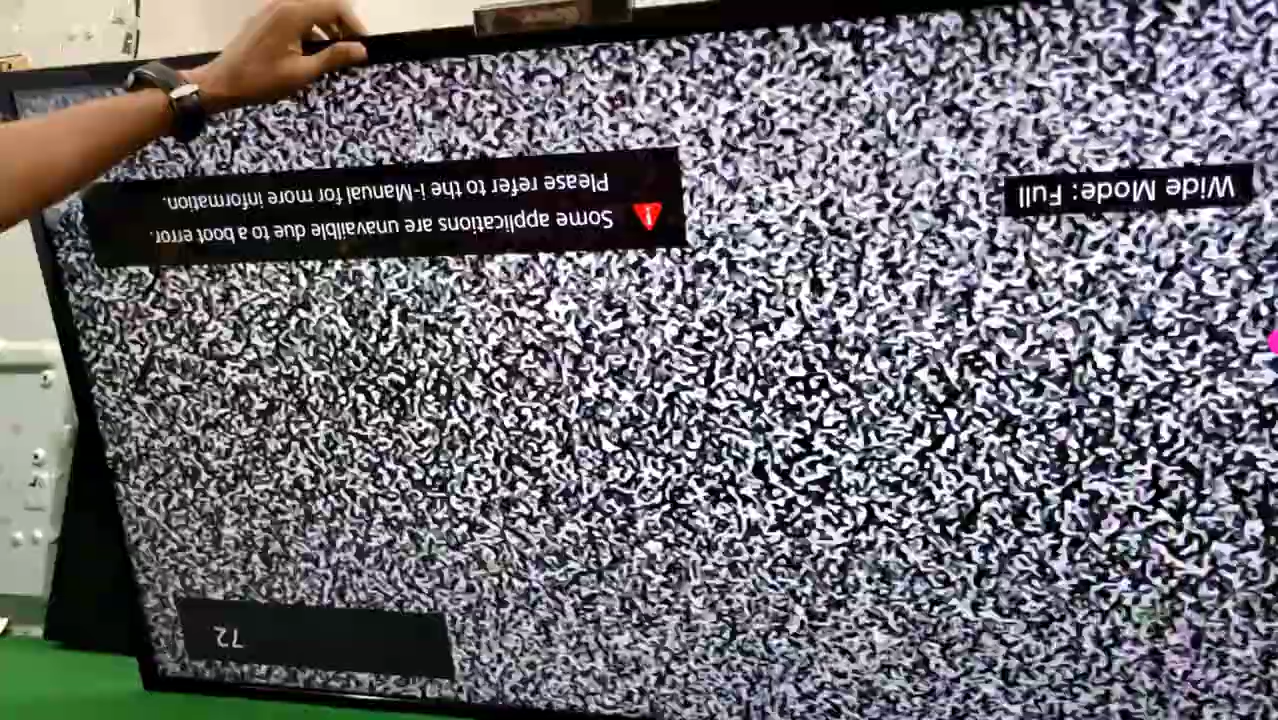 72
Some applications are unavailble due to a boot error.
Please refer to the i-Manual for more information.
Wide Mode: Full